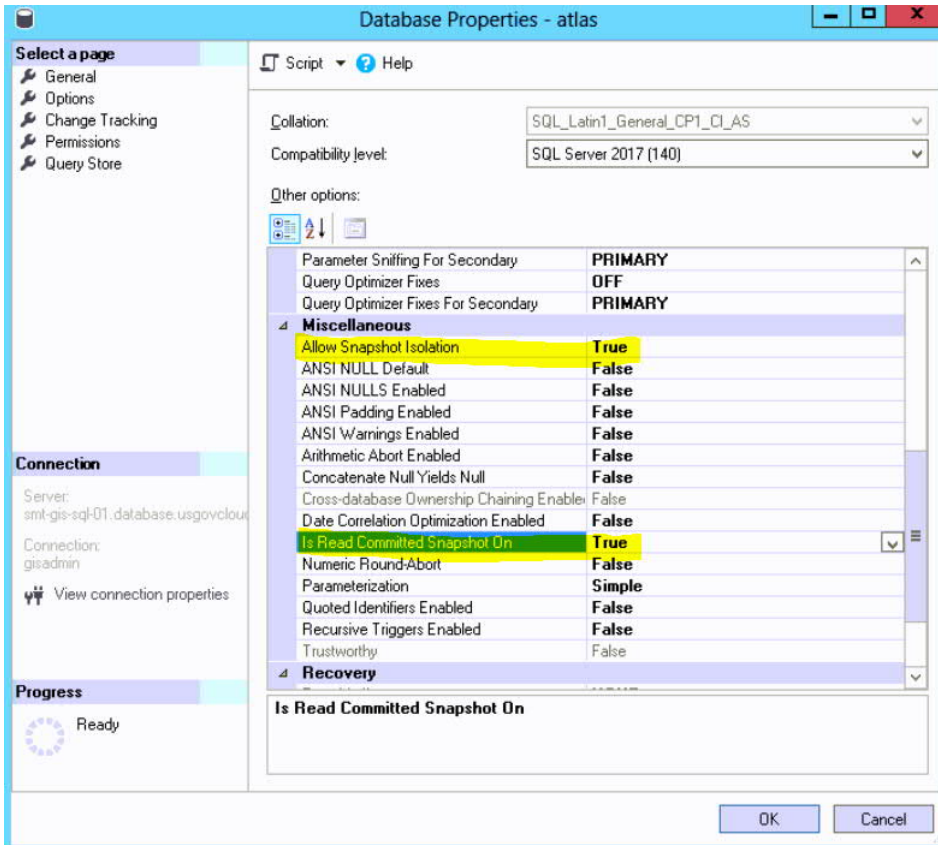 Database Properties - atlas
Select a page
General
Options
Change Tracking
Permissions
Query Store
Script
Help
Collation: SQL_Latin1_General_CP1_CI_AS
Compatibility level: SQL Server 2017 (140)
Other options:
Parameter Sniffing For Secondary PRIMARY
Query Optimizer Fixes OFF
Query Optimizer Fixes For Secondary PRIMARY
Miscellaneous
Allow Snapshot Isolation True
ANSI NULL Default False
ANSI NULLS Enabled False
ANSI Padding Enabled False
ANSI Warnings Enabled False
Arithmetic Abort Enabled False
Concatenate Null Yields Null False
Cross-database Ownership Chaining Enable False
Date Correlation Optimization Enabled False
Is Read Committed Snapshot On True
Numeric Round-Abort False
Parameterization Simple
Quoted Identifiers Enabled False
Recursive Triggers Enabled False
Trustworthy False
Recovery
Is Read Committed Snapshot On
Connection
Server:
smt-gis-sql-01.database.usgovclou
Connection:
gisadmin
View connection properties
Progress
Ready
OK
Cancel